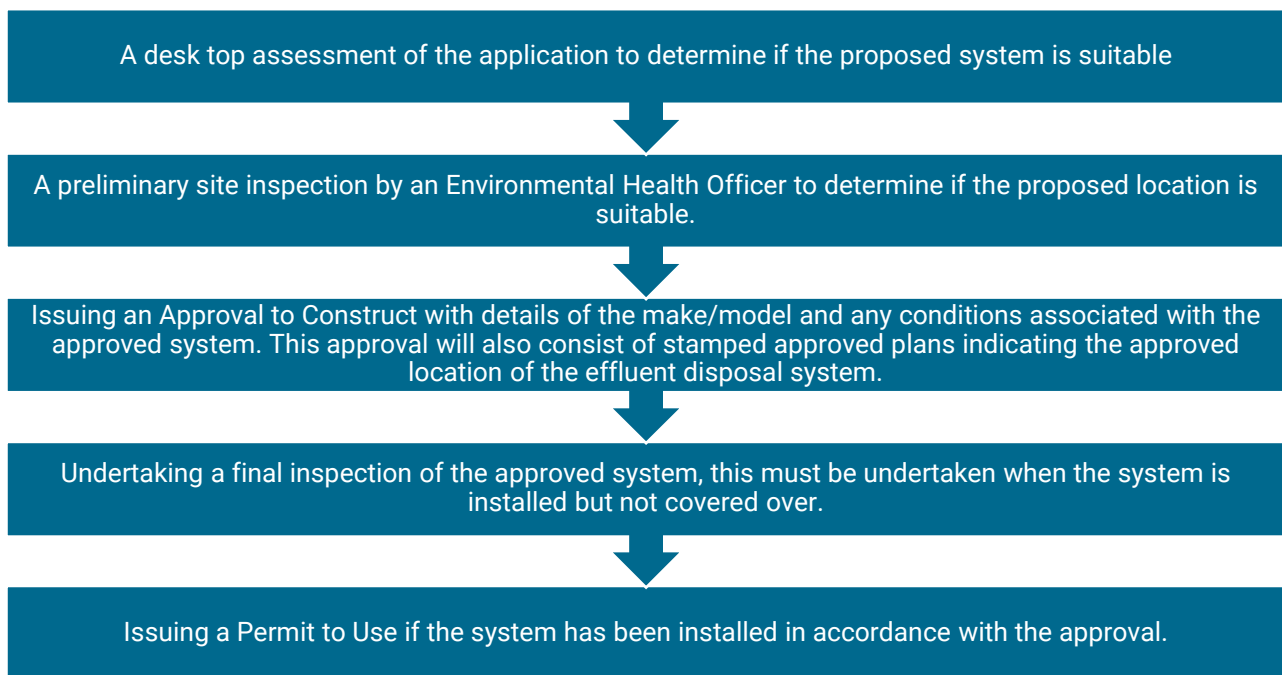 A desk top assessment of the application to determine if the proposed system is suitable
A preliminary site inspection by an Environmental Health Officer to determine if the proposed location is
suitable.
Issuing an Approval to Construct with details of the make/model and any conditions associated with the
approved system. This approval will also consist of stamped approved plans indicating the approved
location of the effluent disposal system.
Undertaking a final inspection of the approved system, this must be undertaken when the system is
installed but not covered over.
Issuing a Permit to Use if the system has been installed in accordance with the approval.